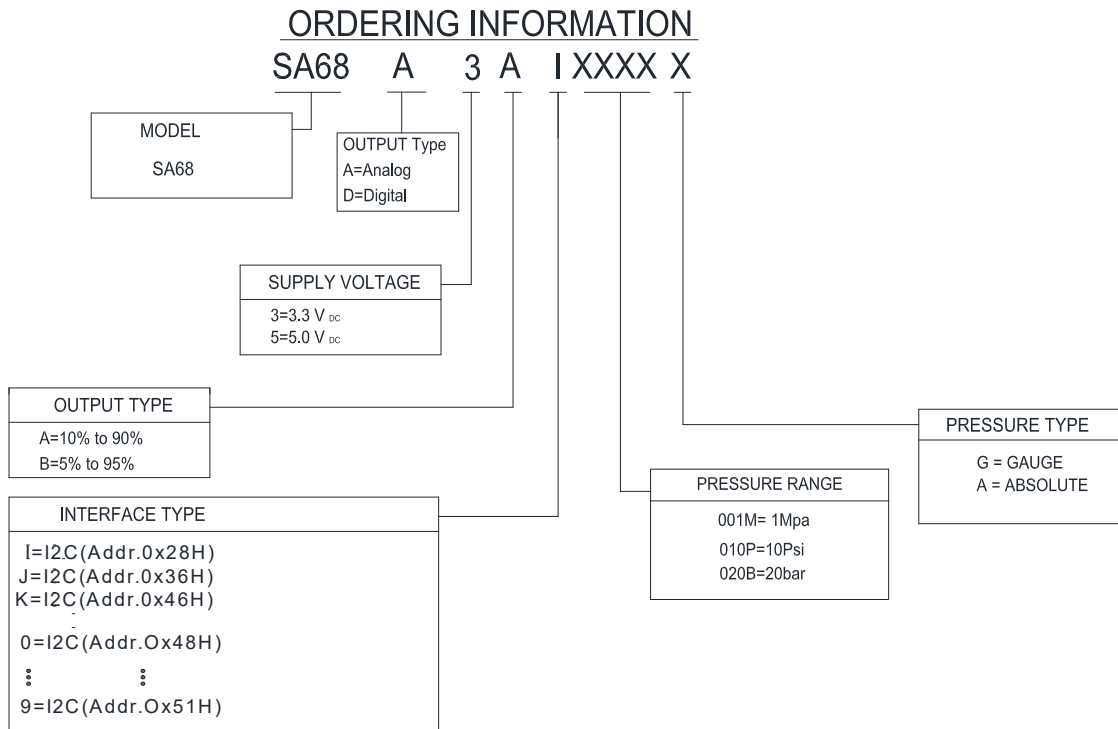 ORDERING INFORMATION
SA68 A 3 A I XXXX X
MODEL
SA68
OUTPUT Type
A=Analog
D=Digital
SUPPLY VOLTAGE
3=3.3 V DC
5=5.0 V DC
OUTPUT TYPE
A=10% to 90%
B=5% to 95%
INTERFACE TYPE
I=I2C(Addr.0x28H)
J=I2C(Addr.0x36H)
K=I2C(Addr.0x46H)
0=I2C(Addr.Ox48H)
9=I2C(Addr.Ox51H)
PRESSURE RANGE
001M= 1Mpa
010P=10Psi
020B=20bar
PRESSURE TYPE
G = GAUGE
A = ABSOLUTE